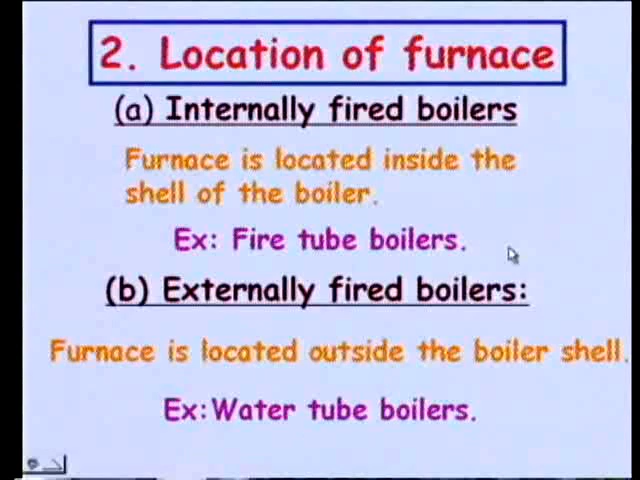 2. Location of furnace
(a) Internally fired boilers
Furnace is located inside the
shell of the boiler.
Ex: Fire tube boilers.
(b) Externally fired boilers:
Furnace is located outside the boiler shell.
Ex:Water tube boilers.